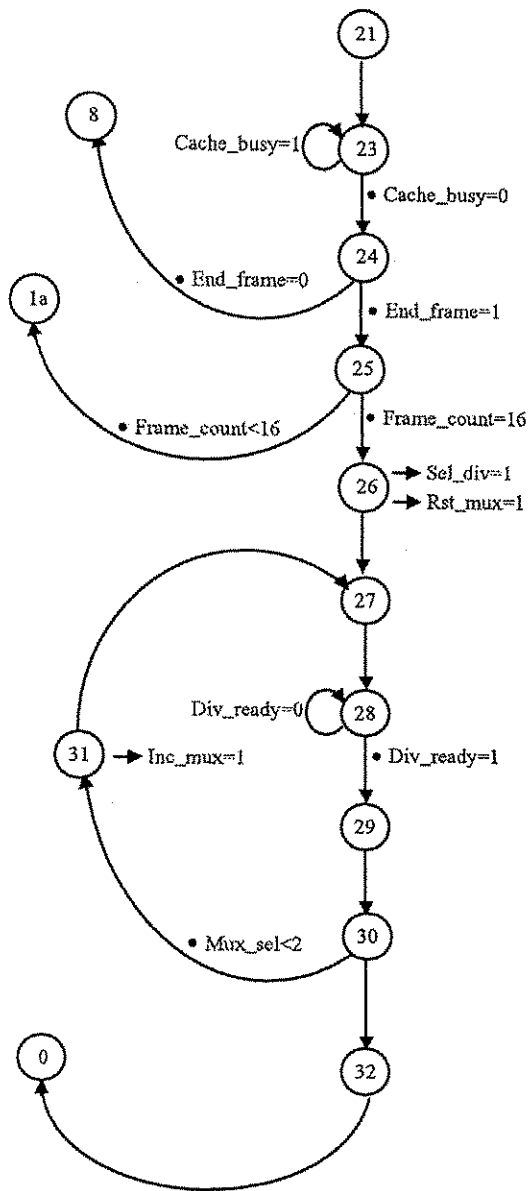 21
8
Cache_busy=1
23
• Cache_busy=0
24
1a
• End_frame=0
• End_frame=1
25
• Frame_count<16
• Frame_count=16
26
Sel_div=1
Rst_mux=1
27
Div_ready=0
28
31
Inc_mux=1
• Div_ready=1
29
• Mux_sel<2
30
0
32